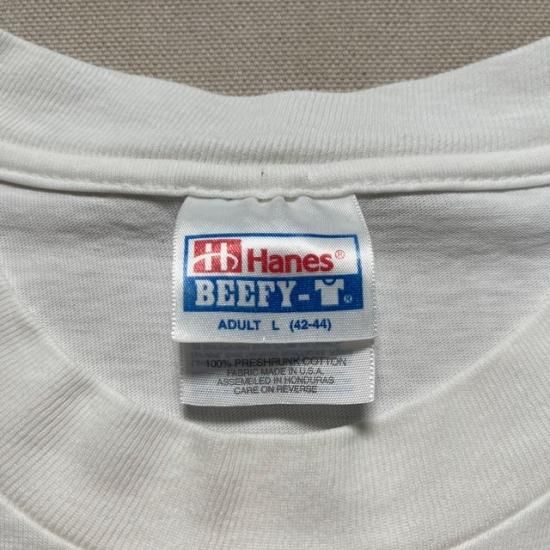 Hanes®
BEEFY-T®
ADULT L (42-44)
100% PRESHRUNK COTTON
FABRIC MADE IN U.S.A.
ASSEMBLED IN HONDURAS
CARE ON REVERSE